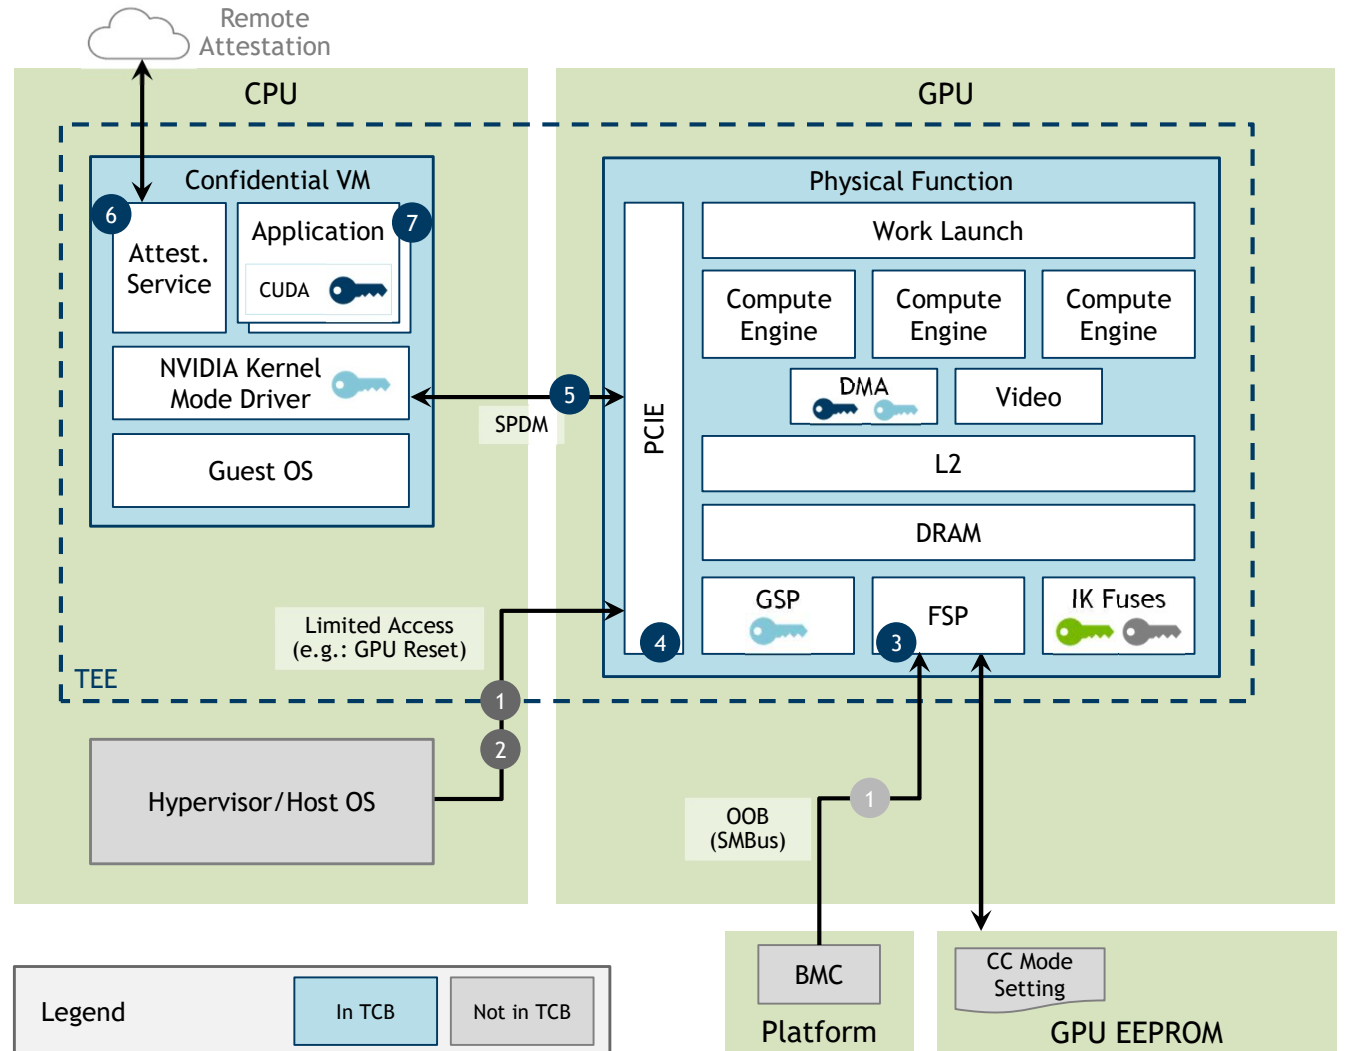 Remote
Attestation
CPU
GPU
Confidential VM
6
Attest.
Service
Application
7
CUDA
NVIDIA Kernel
Mode Driver
Guest OS
5
SPDM
Physical Function
PCIE
4
Work Launch
Compute
Engine
Compute
Engine
Compute
Engine
DMA
Video
L2
DRAM
GSP
FSP
3
IK Fuses
Limited Access
(e.g.: GPU Reset)
TEE
1
2
Hypervisor/Host OS
1
OOB
(SMBus)
BMC
Platform
CC Mode
Setting
GPU EEPROM
Legend
In TCB
Not in TCB